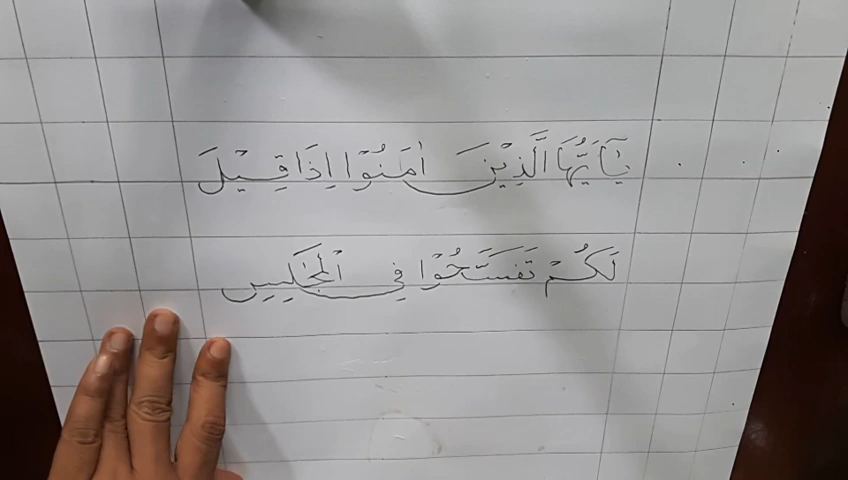 يٰٓاَيُّهَا الَّذِيْنَ اٰمَنُوْا اِذَا قِيْلَ
لَكُمْ تَفَسَّحُوْا فِى الْمَجٰلِسِ